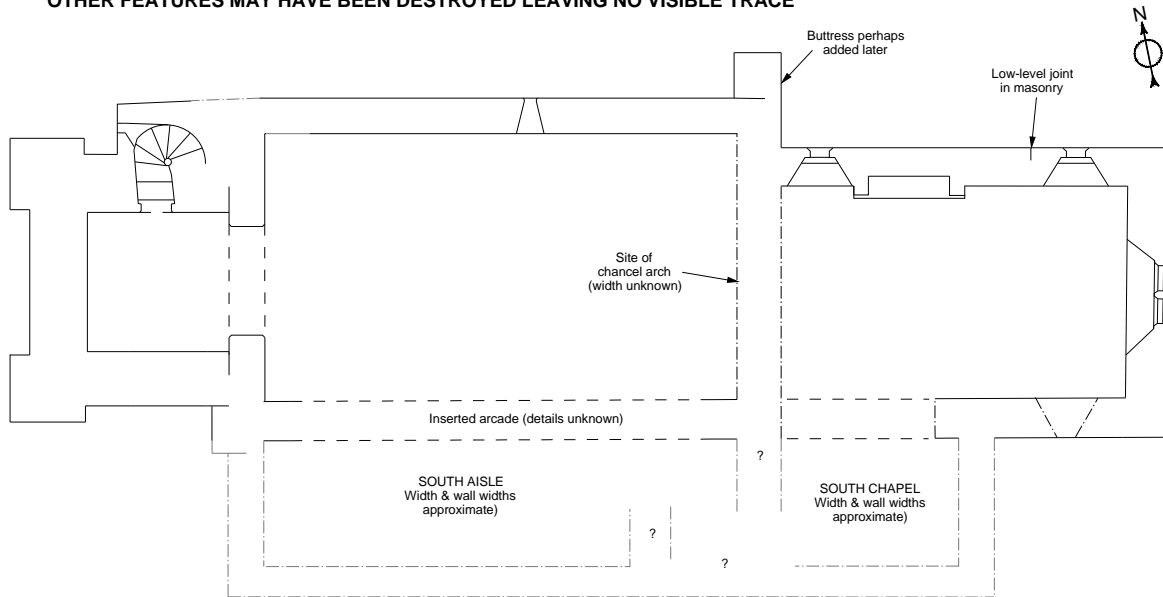 OTHER FEATURES MAY HAVE BEEN DESTROYED LEAVING NO VISIBLE TRACE
N
Buttress perhaps
added later
Low-level joint
in masonry
Site of
chancel arch
(width unknown)
Inserted arcade (details unknown)
?
SOUTH AISLE
Width & wall widths
approximate)
SOUTH CHAPEL
Width & wall widths
approximate)
?
?